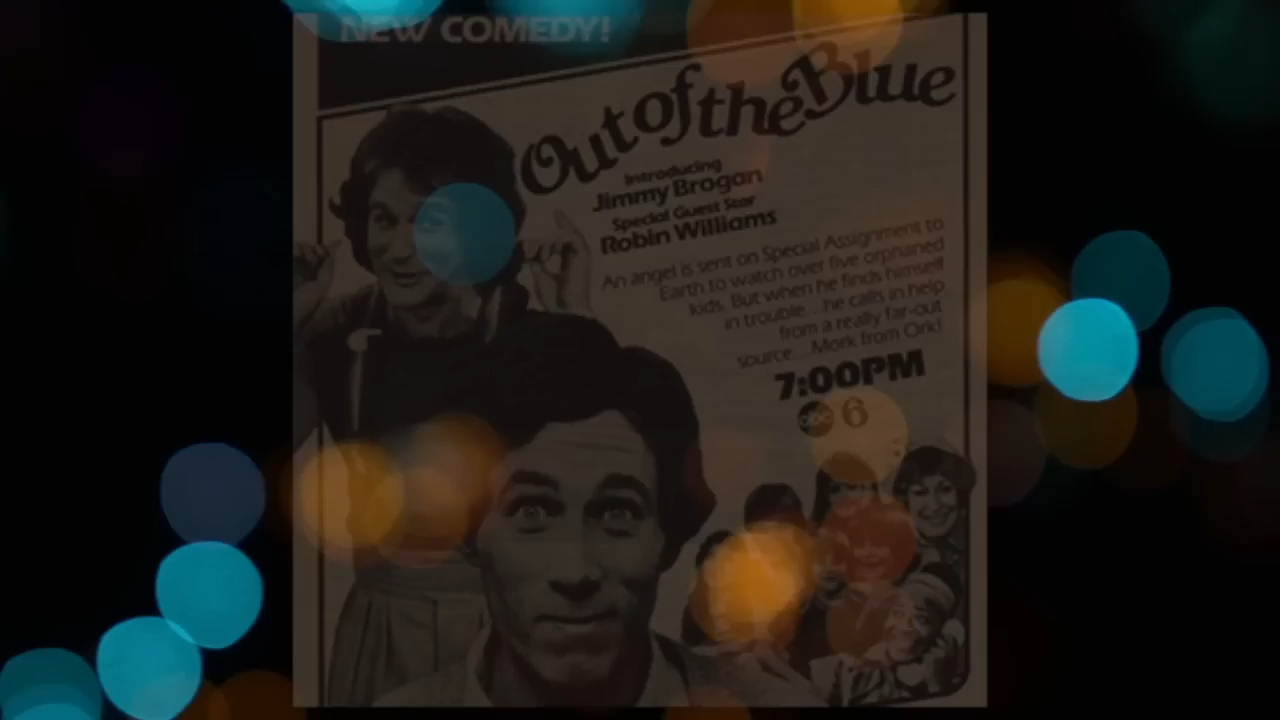 NEW COMEDY!
Out of the Blue
Introducing
Jimmy Brogan
Special Guest Star
Robin Williams
An angel is sent on Special Assignment to
Earth to watch over five orphaned
kids. But when he finds himself
in trouble...he calls in help
from a really far-out
source...Mork from Ork!
7:00PM
abc 6